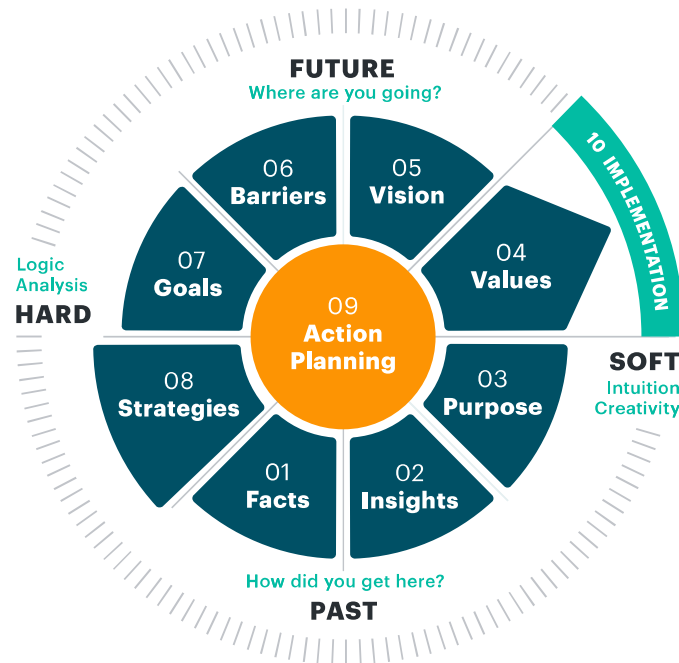 FUTURE
Where are you going?
10 IMPLEMENTATION
06
Barriers
05
Vision
07
Goals
04
Values
Logic
Analysis
HARD
09
Action
Planning
SOFT
Intuition
Creativity
08
Strategies
03
Purpose
01
Facts
02
Insights
How did you get here?
PAST